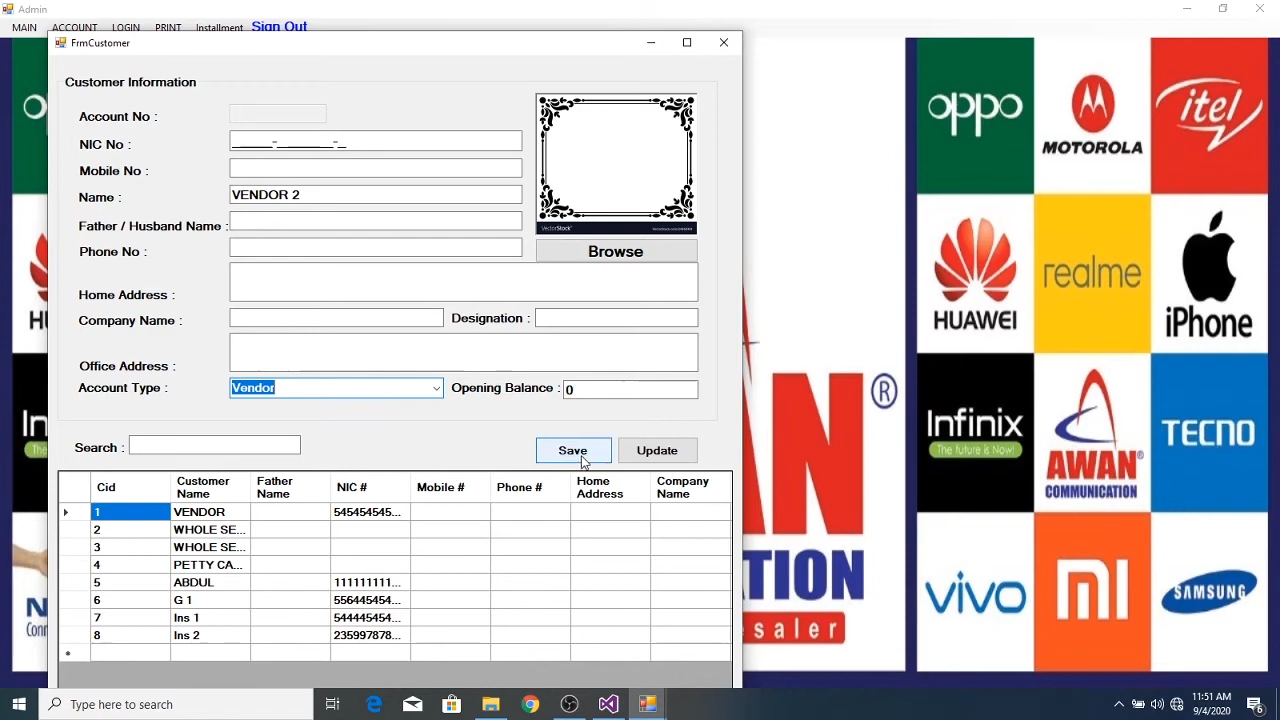 Admin
MAIN ACCOUNT LOGIN PRINT Installment Sign Out
FrmCustomer
Customer Information
Account No :
NIC No :
Mobile No :
Name : VENDOR 2
Father / Husband Name :
Phone No :
VectorStock
Browse
Home Address :
Company Name : Designation :
Office Address :
Account Type : Vendor Opening Balance : 0
Search : Save Update
Cid Customer Name Father Name NIC # Mobile # Phone # Home Address Company Name
1 VENDOR 545454545...
2 WHOLE SE...
3 WHOLE SE...
4 PETTY CA...
5 ABDUL 111111111...
6 G 1 556445454...
7 Ins 1 544445454...
8 Ins 2 235997878...
*
oppo MOTOROLA itel
HUAWEI realme iPhone
Infinix The future is Now! AWAN COMMUNICATION TECNO
vivo mi SAMSUNG
®
ATION
esaler
Type here to search
11:51 AM
9/4/2020
6